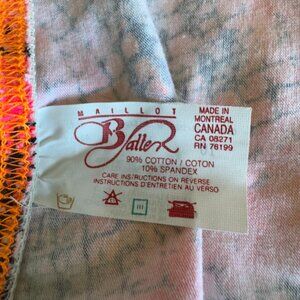 MAILLOT
Baller
90% COTTON / COTON
10% SPANDEX
CARE INSTRUCTIONS ON REVERSE
INSTRUCTIONS D'ENTRETIEN AU VERSO
MADE IN
MONTREAL
CANADA
CA 08271
RN 76199